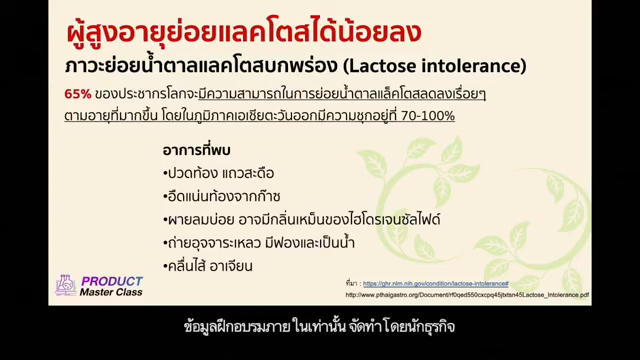 ผู้สูงอายุย่อยแลคโตสได้น้อยลง
ภาวะย่อยน้ำตาลแลคโตสบกพร่อง (Lactose intolerance)
65% ของประชากรโลกจะมีความสามารถในการย่อยน้ำตาลแล็คโตสลดลงเรื่อยๆ
ตามอายุที่มากขึ้น โดยในภูมิภาคเอเชียตะวันออกมีความชุกอยู่ที่ 70-100%
อาการที่พบ
•ปวดท้อง แถวสะดือ
•อืดแน่นท้องจากก๊าซ
•ผายลมบ่อย อาจมีกลิ่นเหม็นของไฮโดรเจนซัลไฟด์
•ถ่ายอุจจาระเหลว มีฟองและเป็นน้ำ
•คลื่นไส้ อาเจียน
PRODUCT
Master Class
ที่มา : https://ghr.nlm.nih.gov/condition/lactose-intolerance#
http://www.pthaigastro.org/Document/rf0qed550cxcpq45jtxtsn45Lactose_Intolerance.pdf
ข้อมูลฝึกอบรมภาย ในเท่านั้น จัดทำโดยนักธุรกิจ